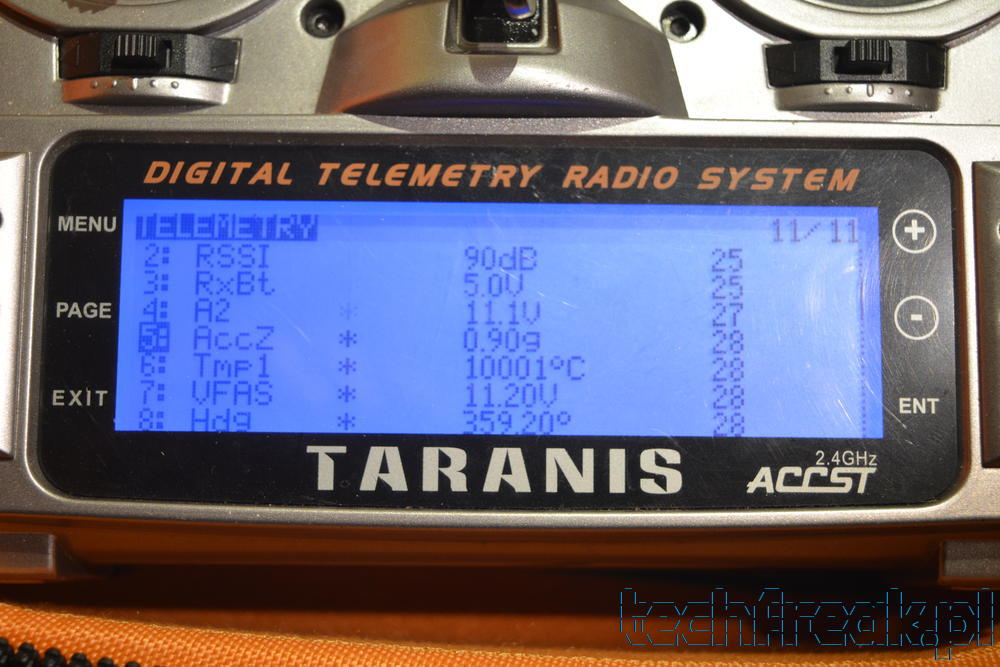 DIGITAL TELEMETRY RADIO SYSTEM
MENU
PAGE
EXIT
TELEMETRY 11/11
2: RSSI 90dB 25
3: RxBt 5.0V 25
4: A2 * 11.1V 27
5: AccZ * 0.90g 28
6: Tmp1 * 10001°C 28
7: VFAS * 11.20V 28
8: Hdg * 359.20° 28
+
-
ENT
TARANIS
2.4GHz
ACCST
techfreak.pl